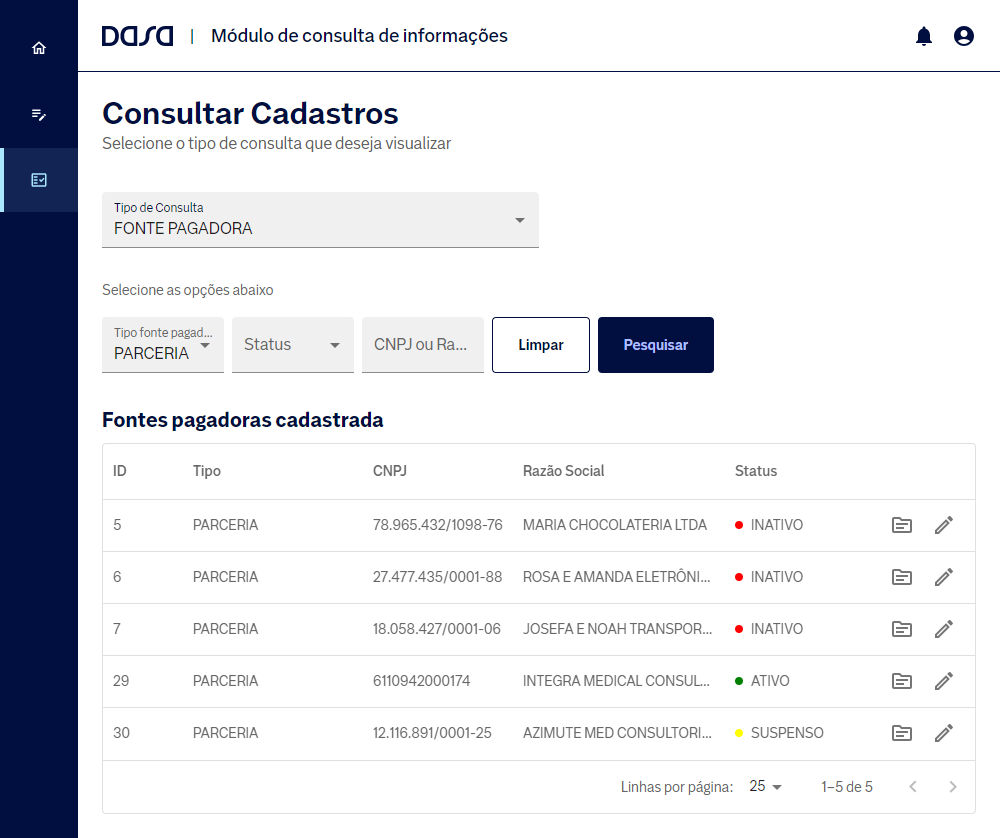 DASA | Módulo de consulta de informações
Consultar Cadastros
Selecione o tipo de consulta que deseja visualizar
Tipo de Consulta
FONTE PAGADORA
Selecione as opções abaixo
Tipo fonte pagad...
PARCERIA
Status
CNPJ ou Ra...
Limpar
Pesquisar
Fontes pagadoras cadastrada
ID Tipo CNPJ Razão Social Status
5 PARCERIA 78.965.432/1098-76 MARIA CHOCOLATERIA LTDA INATIVO
6 PARCERIA 27.477.435/0001-88 ROSA E AMANDA ELETRÔNI... INATIVO
7 PARCERIA 18.058.427/0001-06 JOSEFA E NOAH TRANSPOR... INATIVO
29 PARCERIA 6110942000174 INTEGRA MEDICAL CONSUL... ATIVO
30 PARCERIA 12.116.891/0001-25 AZIMUTE MED CONSULTORI... SUSPENSO
Linhas por página: 25 1–5 de 5